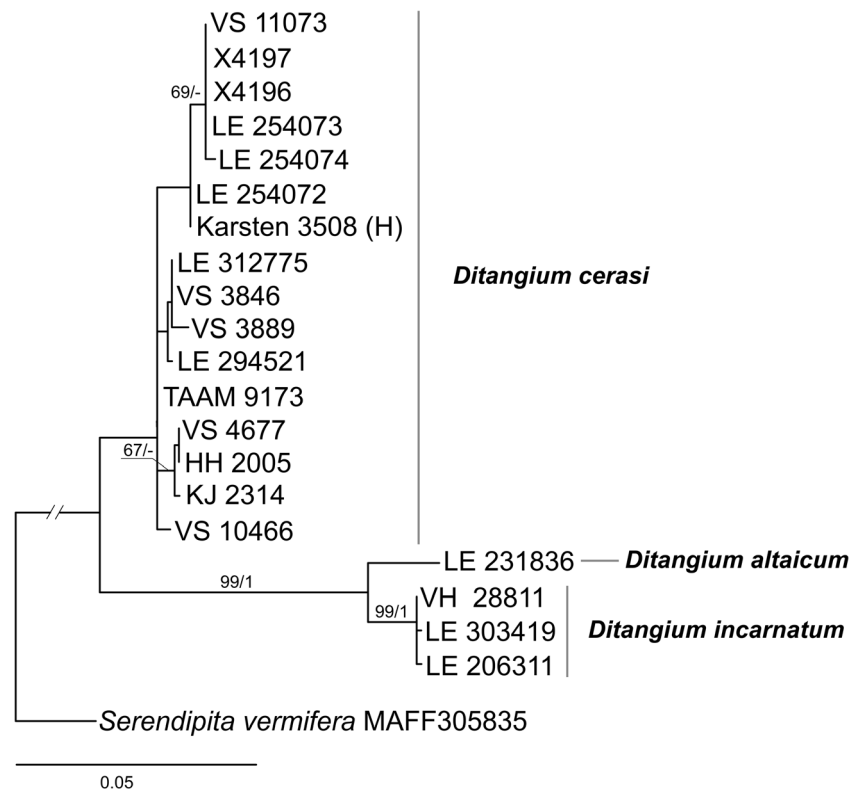 VS 11073
X4197
69/-
X4196
LE 254073
LE 254074
LE 254072
Karsten 3508 (H)
LE 312775
Ditangium cerasi
VS 3846
VS 3889
LE 294521
TAAM 9173
VS 4677
67/-
HH 2005
KJ 2314
VS 10466
LE 231836
Ditangium altaicum
99/1
VH 28811
99/1
LE 303419
Ditangium incarnatum
LE 206311
Serendipita vermifera MAFF305835
0.05